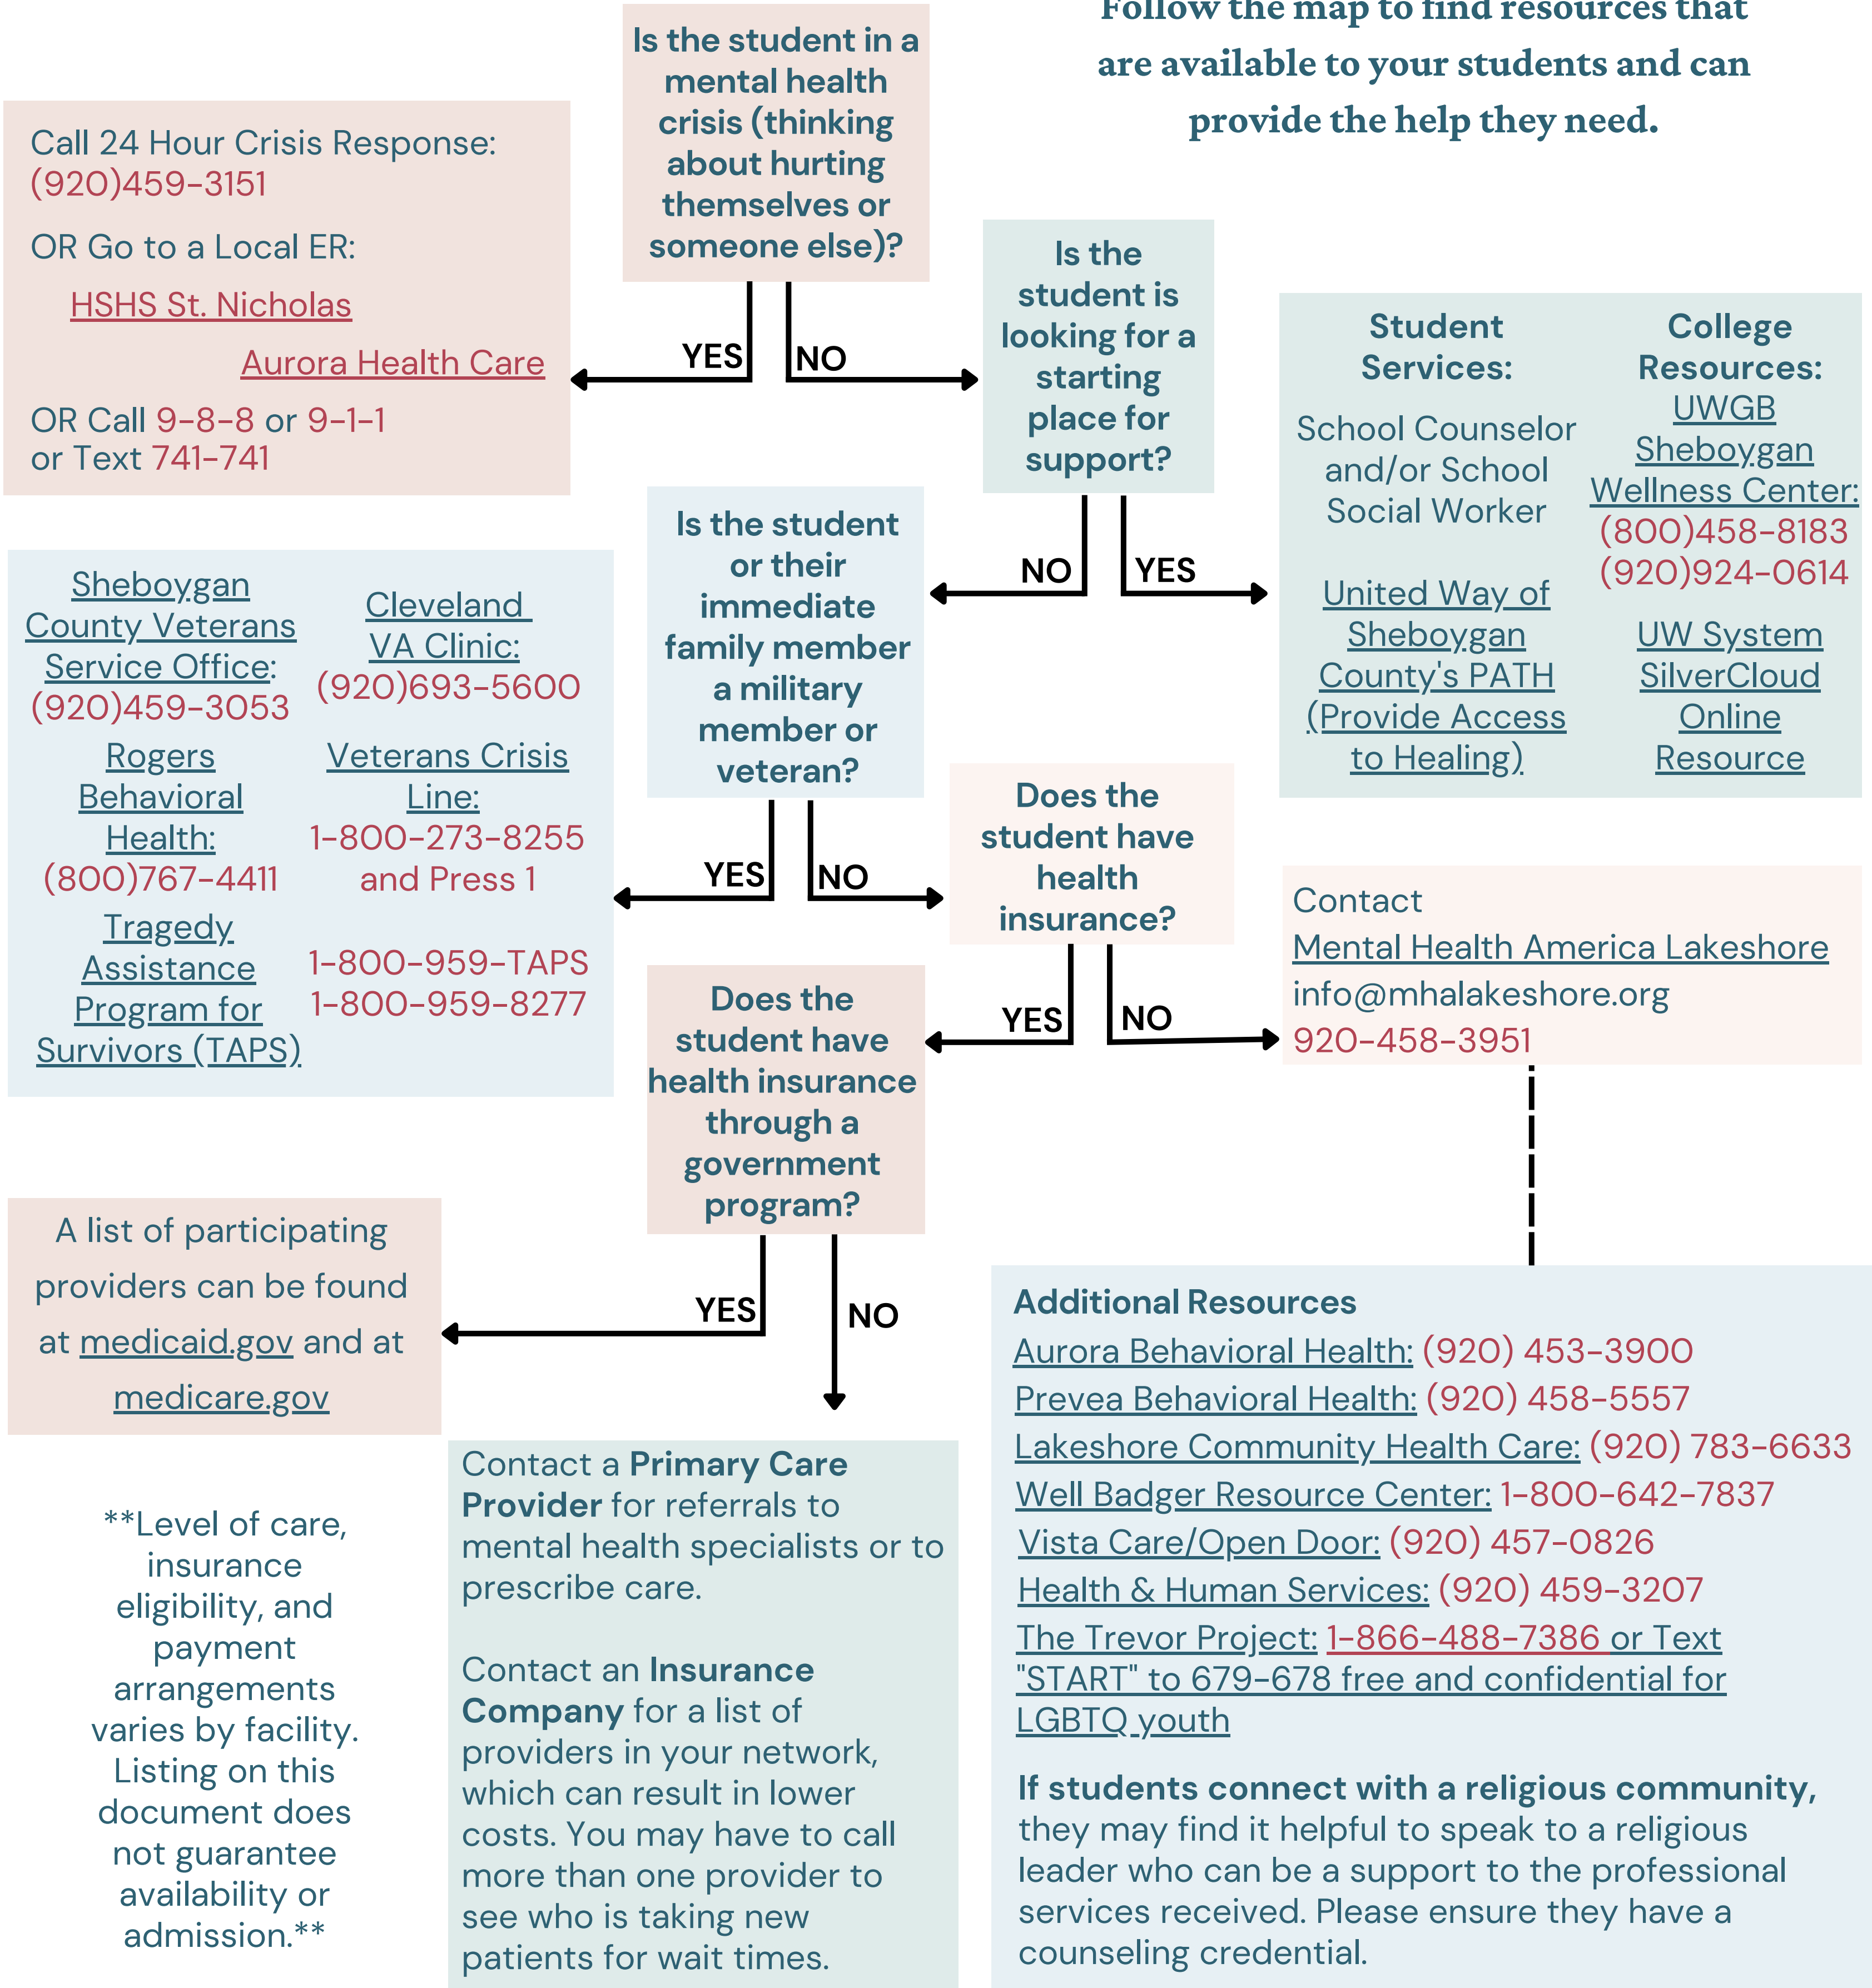 Follow the map to find resources that
are available to your students and can
provide the help they need.
Is the student in a
mental health
crisis (thinking
about hurting
themselves or
someone else)?
YES
NO
Call 24 Hour Crisis Response:
(920)459-3151
OR Go to a Local ER:
HSHS St. Nicholas
Aurora Health Care
OR Call 9-8-8 or 9-1-1
or Text 741-741
Is the
student is
looking for a
starting
place for
support?
NO
YES
Student
Services:
School Counselor
and/or School
Social Worker
United Way of
Sheboygan
County's PATH
(Provide Access
to Healing)
College
Resources:
UWGB
Sheboygan
Wellness Center:
(800)458-8183
(920)924-0614
UW System
SilverCloud
Online
Resource
Is the student
or their
immediate
family member
a military
member or
veteran?
YES
NO
Sheboygan
County Veterans
Service Office:
(920)459-3053
Cleveland
VA Clinic:
(920)693-5600
Rogers
Behavioral
Health:
(800)767-4411
Veterans Crisis
Line:
1-800-273-8255
and Press 1
Tragedy
Assistance
Program for
Survivors (TAPS)
1-800-959-TAPS
1-800-959-8277
Does the
student have
health
insurance?
YES
NO
Contact
Mental Health America Lakeshore
info@mhalakeshore.org
920-458-3951
Does the
student have
health insurance
through a
government
program?
YES
NO
A list of participating
providers can be found
at medicaid.gov and at
medicare.gov
Contact a Primary Care
Provider for referrals to
mental health specialists or to
prescribe care.
Contact an Insurance
Company for a list of
providers in your network,
which can result in lower
costs. You may have to call
more than one provider to
see who is taking new
patients for wait times.
**Level of care,
insurance
eligibility, and
payment
arrangements
varies by facility.
Listing on this
document does
not guarantee
availability or
admission.**
Additional Resources
Aurora Behavioral Health: (920) 453-3900
Prevea Behavioral Health: (920) 458-5557
Lakeshore Community Health Care: (920) 783-6633
Well Badger Resource Center: 1-800-642-7837
Vista Care/Open Door: (920) 457-0826
Health & Human Services: (920) 459-3207
The Trevor Project: 1-866-488-7386 or Text
"START" to 679-678 free and confidential for
LGBTQ youth
If students connect with a religious community,
they may find it helpful to speak to a religious
leader who can be a support to the professional
services received. Please ensure they have a
counseling credential.